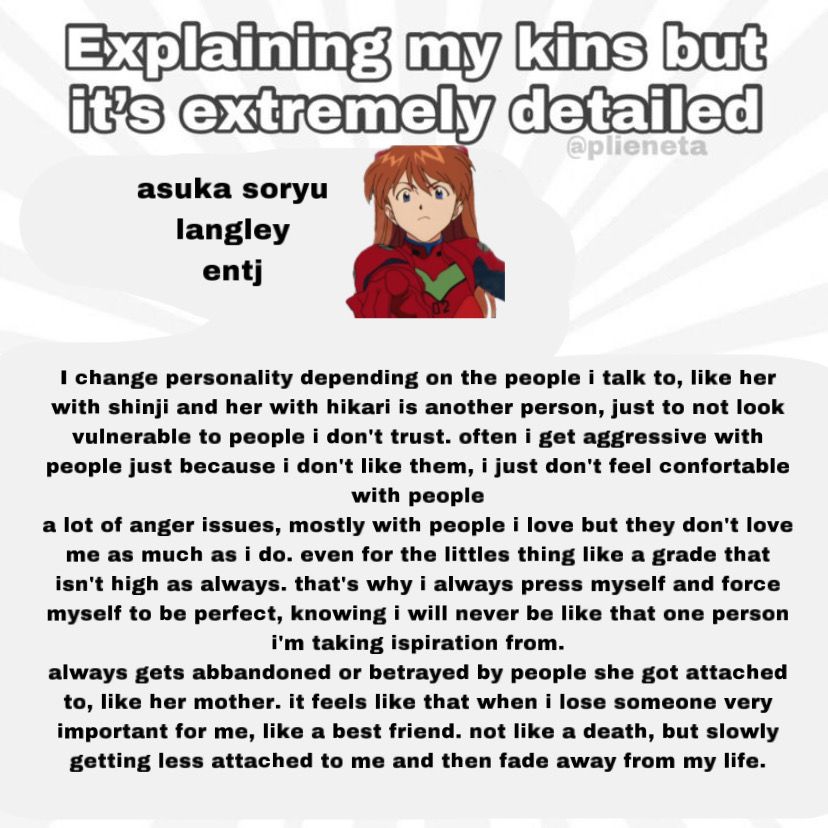 Explaining my kins but
it's extremely detailed
@plieneta
asuka soryu
langley
entj
02
I change personality depending on the people i talk to, like her
with shinji and her with hikari is another person, just to not look
vulnerable to people i don't trust. often i get aggressive with
people just because i don't like them, i just don't feel confortable
with people
a lot of anger issues, mostly with people i love but they don't love
me as much as i do. even for the littles thing like a grade that
isn't high as always. that's why i always press myself and force
myself to be perfect, knowing i will never be like that one person
i'm taking ispiration from.
always gets abbandoned or betrayed by people she got attached
to, like her mother. it feels like that when i lose someone very
important for me, like a best friend. not like a death, but slowly
getting less attached to me and then fade away from my life.